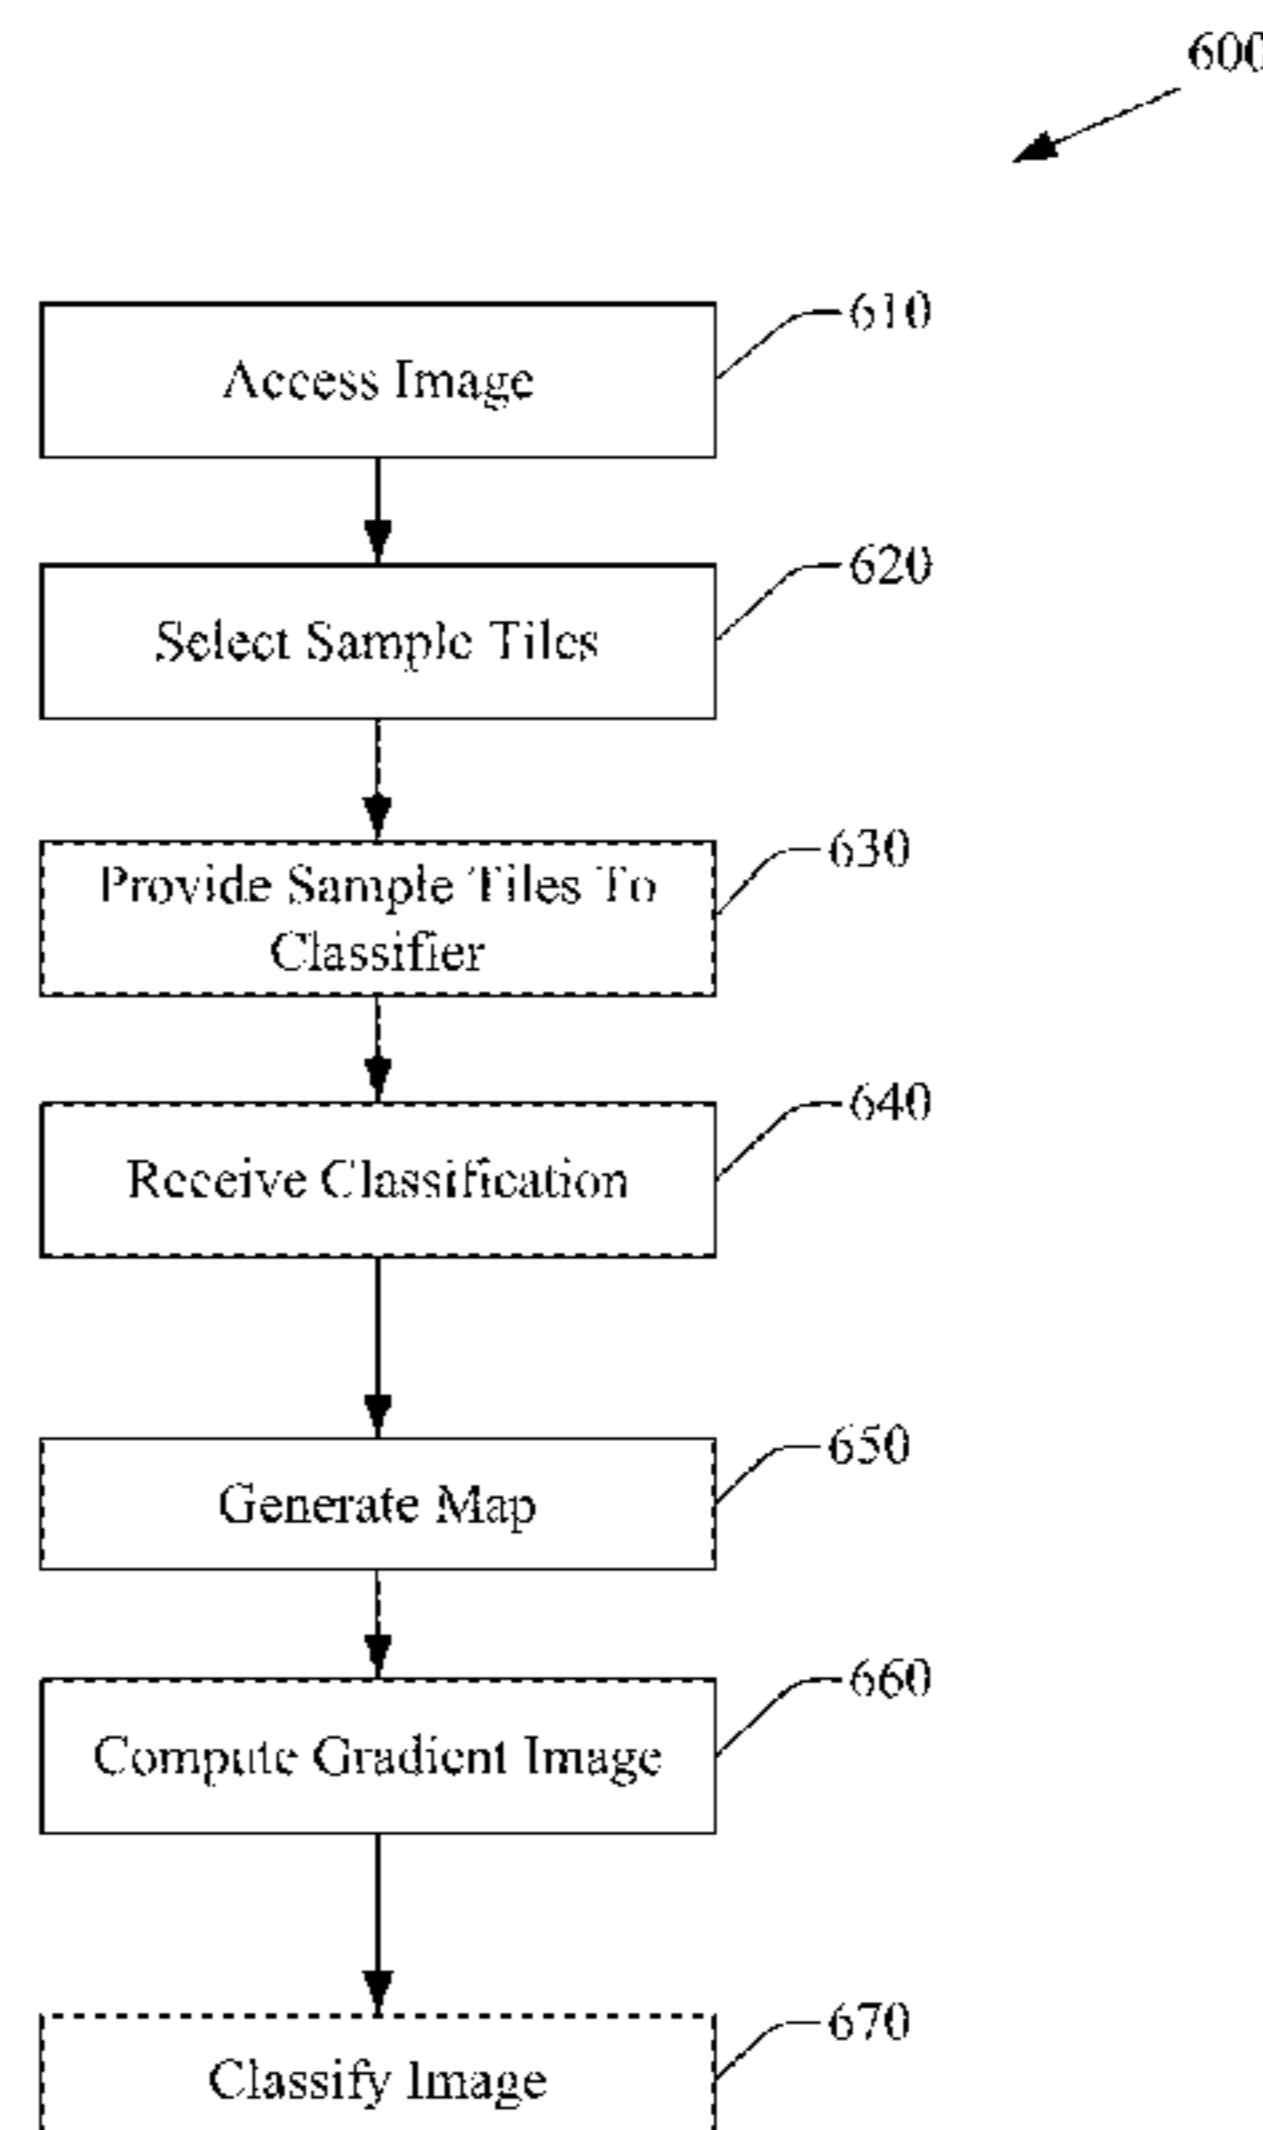 600
Access Image
610
Select Sample Tiles
620
Provide Sample Tiles To
Classifier
630
Receive Classification
640
Generate Map
650
Compute Gradient Image
660
Classify Image
670